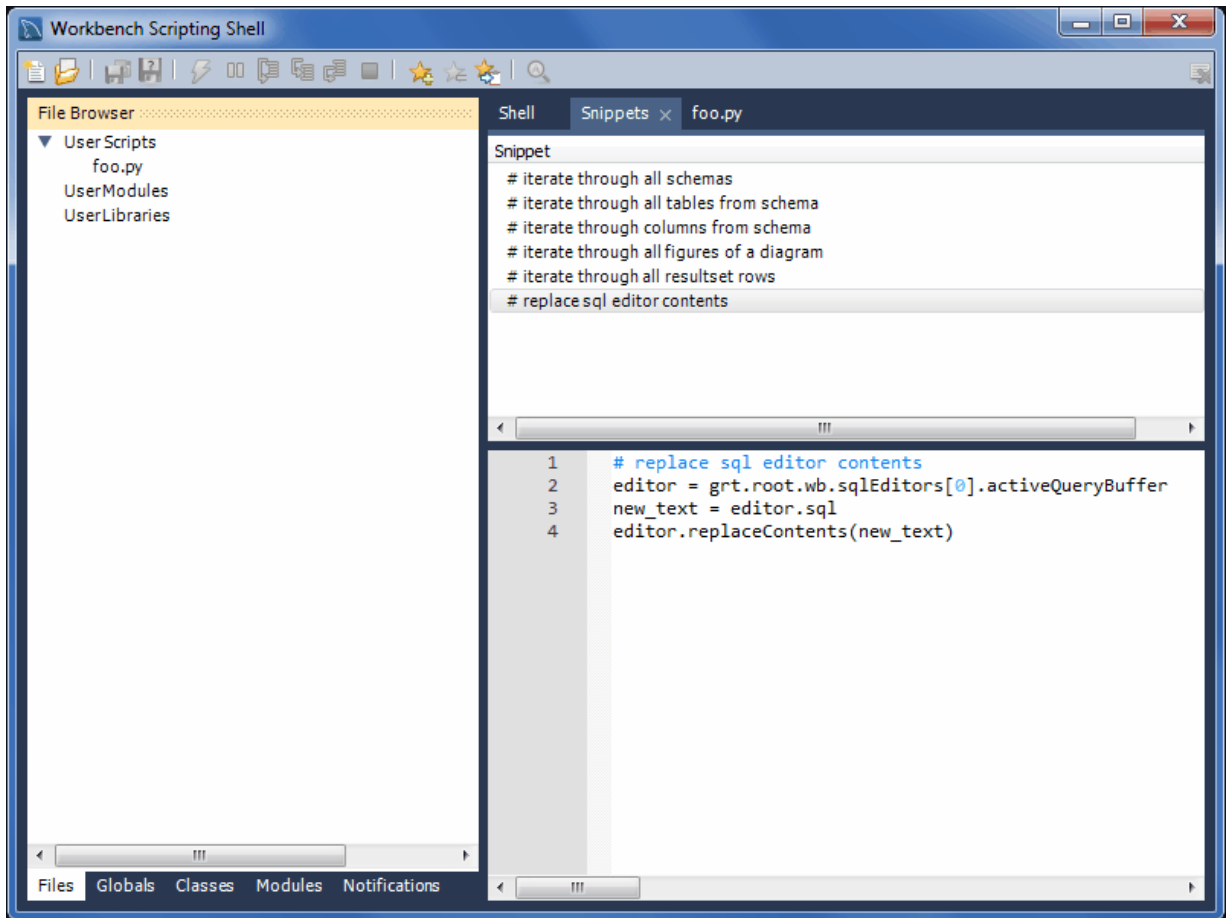 Workbench Scripting Shell
File Browser
User Scripts
foo.py
UserModules
UserLibraries
Files Globals Classes Modules Notifications
Shell Snippets foo.py
Snippet
# iterate through all schemas
# iterate through all tables from schema
# iterate through columns from schema
# iterate through all figures of a diagram
# iterate through all resultset rows
# replace sql editor contents
1 # replace sql editor contents
2 editor = grt.root.wb.sqlEditors[0].activeQueryBuffer
3 new_text = editor.sql
4 editor.replaceContents(new_text)